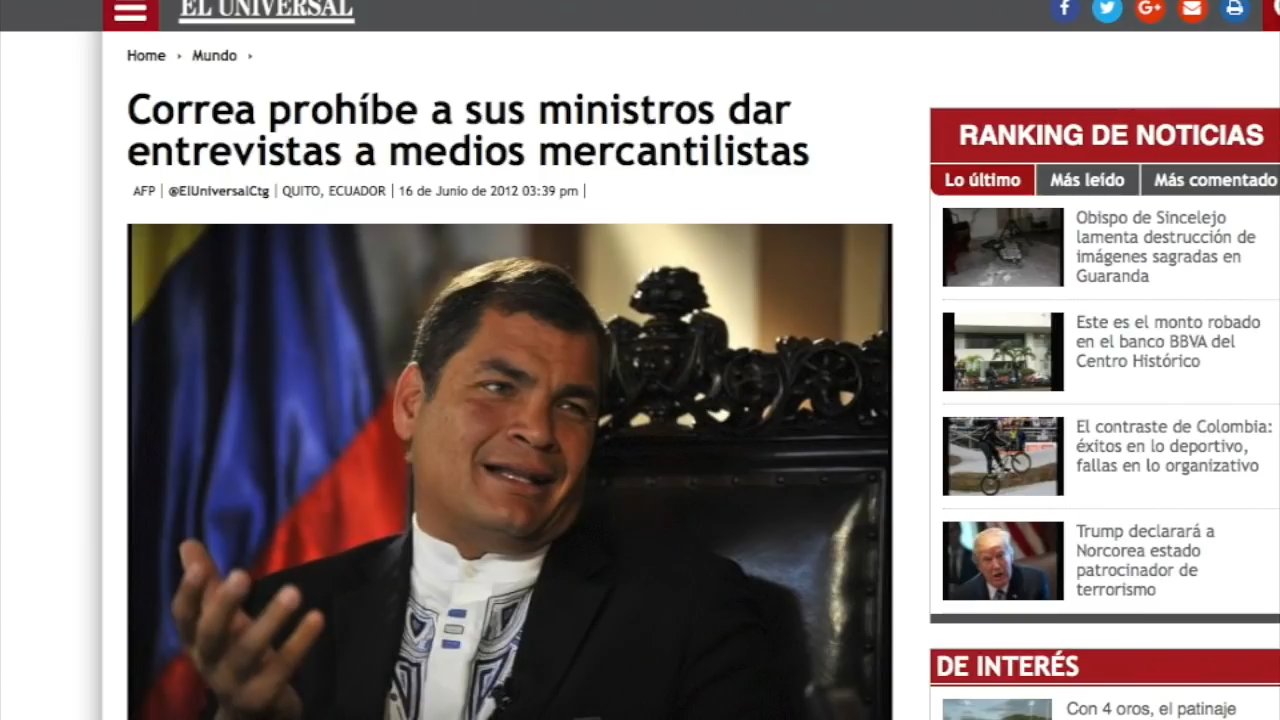 EL UNIVERSAL
Home › Mundo ›
Correa prohíbe a sus ministros dar
entrevistas a medios mercantilistas
AFP | @ElUniversalCtg | QUITO, ECUADOR | 16 de Junio de 2012 03:39 pm |
RANKING DE NOTICIAS
Lo último Más leído Más comentado
Obispo de Sincelejo
lamenta destrucción de
imágenes sagradas en
Guaranda
Este es el monto robado
en el banco BBVA del
Centro Histórico
El contraste de Colombia:
éxitos en lo deportivo,
fallas en lo organizativo
Trump declarará a
Norcorea estado
patrocinador de
terrorismo
DE INTERÉS
Con 4 oros, el patinaje